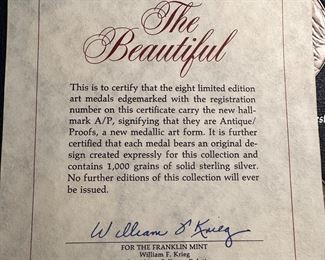 The
Beautiful
This is to certify that the eight limited edition
art medals edgemarked with the registration
number on this certificate carry the new hall-
mark A/P, signifying that they are Antique/
Proofs, a new medallic art form. It is further
certified that each medal bears an original de-
sign created expressly for this collection and
contains 1,000 grains of solid sterling silver.
No further editions of this collection will ever
be issued.
William F Krieg
FOR THE FRANKLIN MINT
William F. Krieg